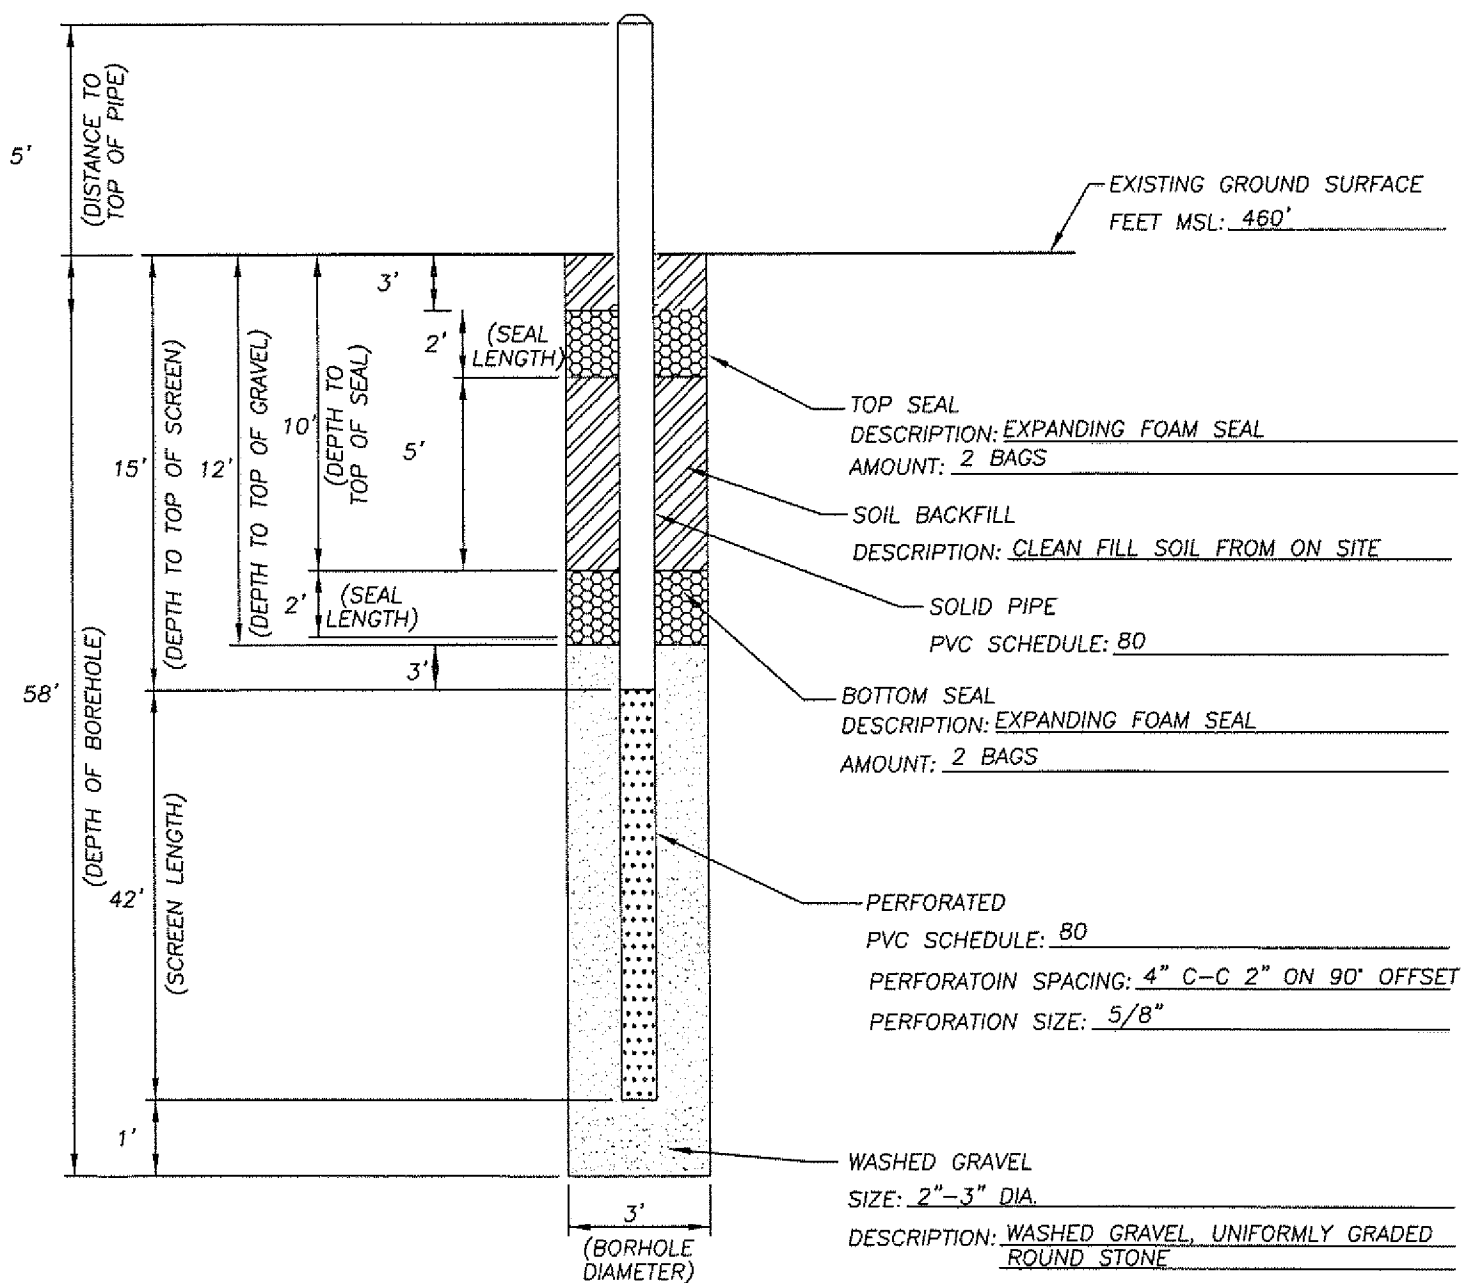 5'
(DISTANCE TO
TOP OF PIPE)
EXISTING GROUND SURFACE
FEET MSL: 460'
3'
2'
(SEAL
LENGTH)
15'
(DEPTH TO TOP OF SCREEN)
12'
(DEPTH TO TOP OF GRAVEL)
10'
(DEPTH TO
TOP OF SEAL)
5'
TOP SEAL
DESCRIPTION: EXPANDING FOAM SEAL
AMOUNT: 2 BAGS
SOIL BACKFILL
DESCRIPTION: CLEAN FILL SOIL FROM ON SITE
2'
(SEAL
LENGTH)
SOLID PIPE
PVC SCHEDULE: 80
3'
58'
(DEPTH OF BOREHOLE)
BOTTOM SEAL
DESCRIPTION: EXPANDING FOAM SEAL
AMOUNT: 2 BAGS
42'
(SCREEN LENGTH)
PERFORATED
PVC SCHEDULE: 80
PERFORATOIN SPACING: 4" C-C 2" ON 90° OFFSET
PERFORATION SIZE: 5/8"
1'
WASHED GRAVEL
SIZE: 2"-3" DIA.
DESCRIPTION: WASHED GRAVEL, UNIFORMLY GRADED
ROUND STONE
3'
(BORHOLE
DIAMETER)